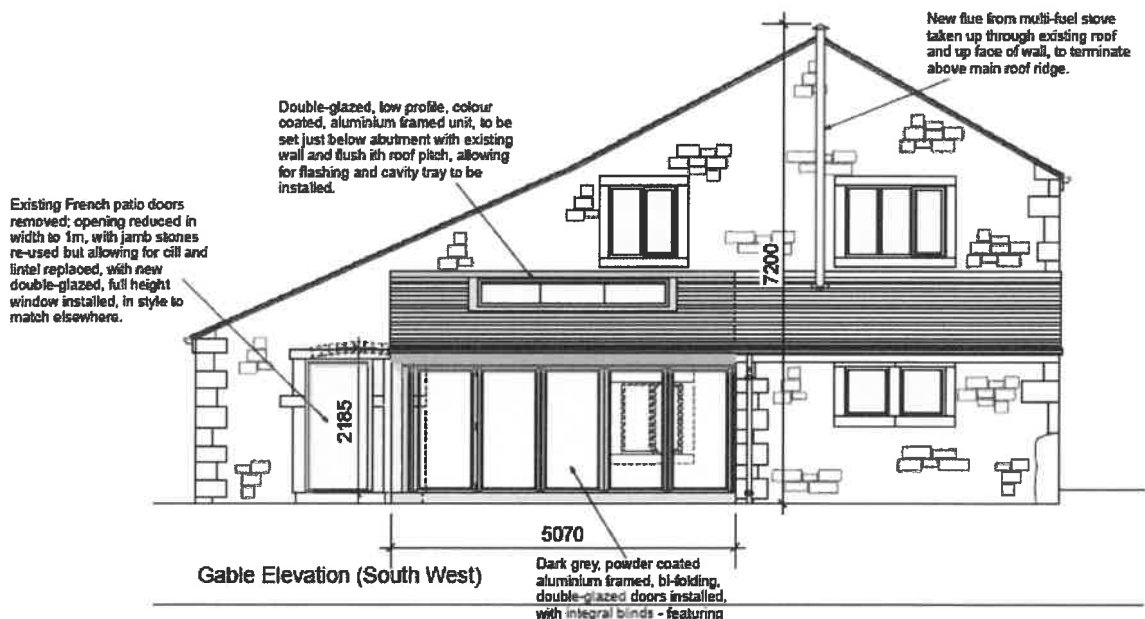 New flue from multi-fuel stove
taken up through existing roof
and up face of wall, to terminate
above main roof ridge.
Double-glazed, low profile, colour
coated, aluminium framed unit, to be
set just below abutment with existing
wall and flush ith roof pitch, allowing
for flashing and cavity tray to be
installed.
Existing French patio doors
removed; opening reduced in
width to 1m, with jamb stones
re-used but allowing for cill and
lintel replaced, with new
double-glazed, full height
window installed, in style to
match elsewhere.
7200
2185
5070
Gable Elevation (South West)
Dark grey, powder coated
aluminium framed, bi-folding,
double-glazed doors installed,
with integral blinds - featuring